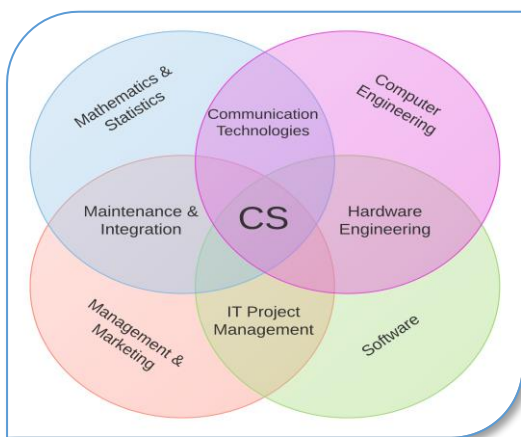 Mathematics &
Statistics
Communication
Technologies
Computer
Engineering
Maintenance &
Integration
CS
Hardware
Engineering
Management &
Marketing
IT Project
Management
Software